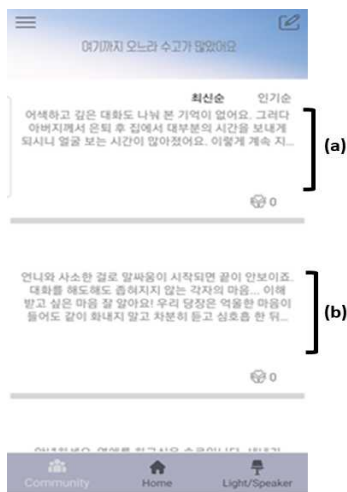 여기까지 오느라 수고가 많았어요
최신순 인기순
어색하고 깊은 대화도 나눠 본 기억이 없어요. 그러다
아버지께서 은퇴 후 집에서 대부분의 시간을 보내게
되시니 얼굴 보는 시간이 많아졌어요. 이렇게 계속 지...
(a)
0
언니와 사소한 걸로 말싸움이 시작되면 끝이 안보이죠.
대화를 해도해도 좁혀지지 않는 각자의 마음... 이해
받고 싶은 마음 잘 알아요! 우리 당장은 억울한 마음이
들어도 같이 화내지 말고 차분히 듣고 심호흡 한 뒤...
(b)
0
Community Home Light/Speaker